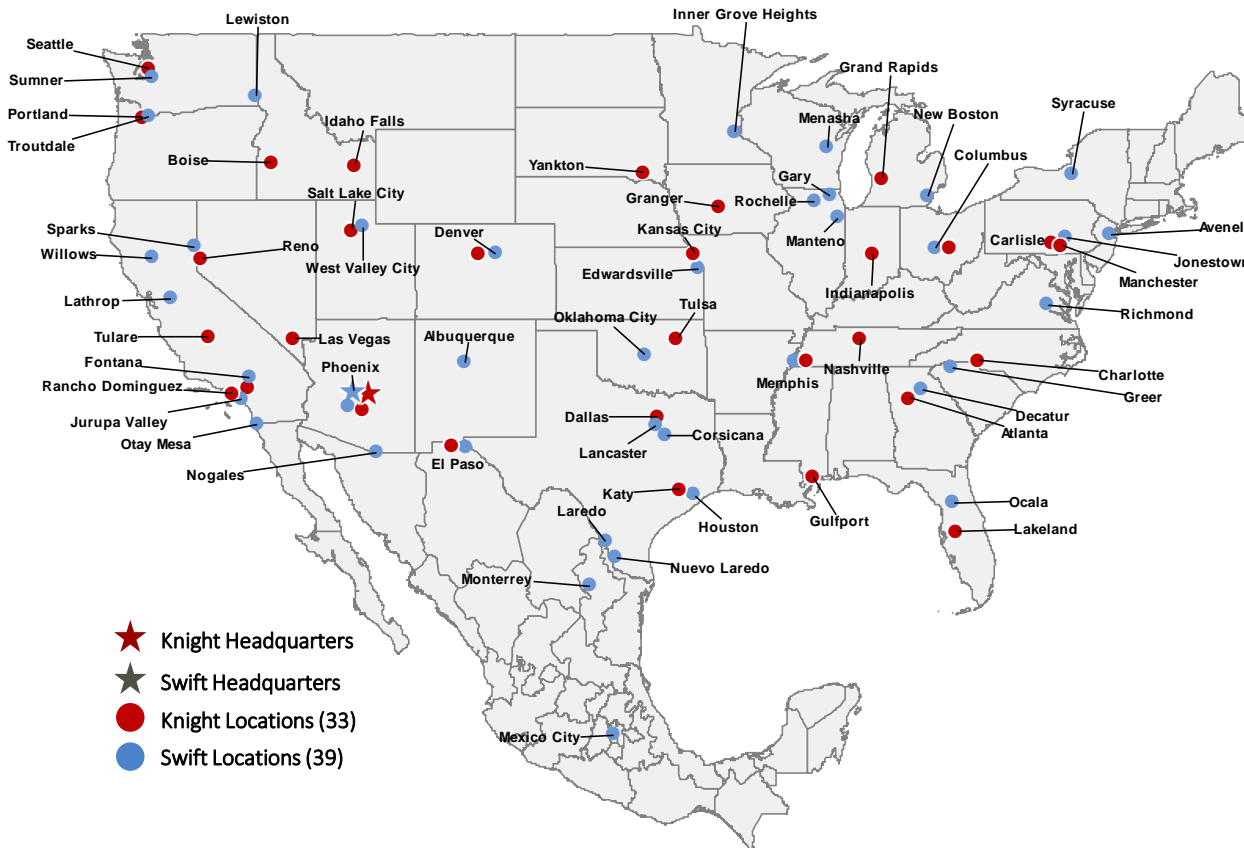 Lewiston
Inner Grove Heights
Seattle
Grand Rapids
Sumner
Syracuse
Portland
Idaho Falls
Menasha
New Boston
Troutdale
Columbus
Boise
Yankton
Gary
Salt Lake City
Granger
Rochelle
Sparks
Reno
Denver
Kansas City
Manteno
Carlisle
Avenel
Willows
West Valley City
Edwardsville
Jonestown
Manchester
Lathrop
Indianapolis
Tulsa
Richmond
Oklahoma City
Tulare
Las Vegas
Albuquerque
Fontana
Phoenix
Nashville
Charlotte
Rancho Dominguez
Memphis
Greer
Jurupa Valley
Dallas
Decatur
Otay Mesa
Lancaster
Corsicana
Atlanta
Nogales
El Paso
Katy
Ocala
Laredo
Houston
Gulfport
Lakeland
Nuevo Laredo
Monterrey
Knight Headquarters
Swift Headquarters
Knight Locations (33)
Mexico City
Swift Locations (39)